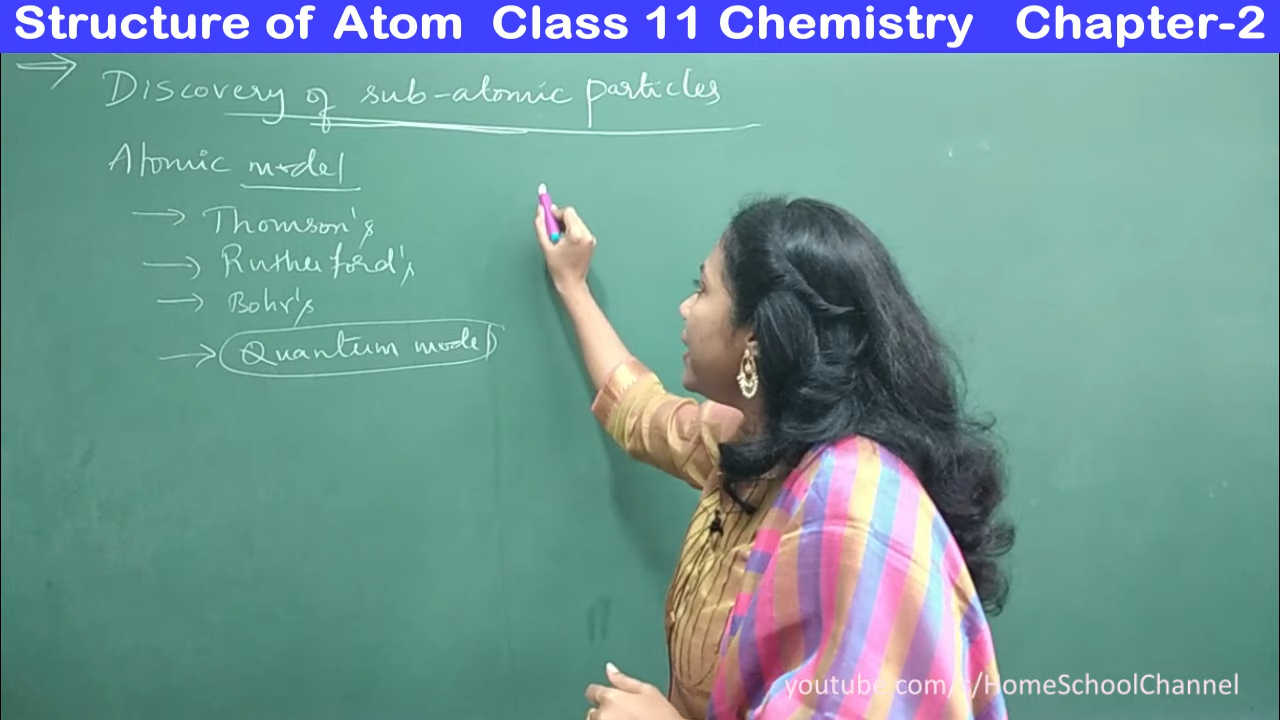 Structure of Atom Class 11 Chemistry Chapter-2
Discovery of sub-atomic particles
Atomic model
→ Thomson's
→ Rutherford's
→ Bohr's
→ Quantum model
youtube.com/c/HomeSchoolChannel